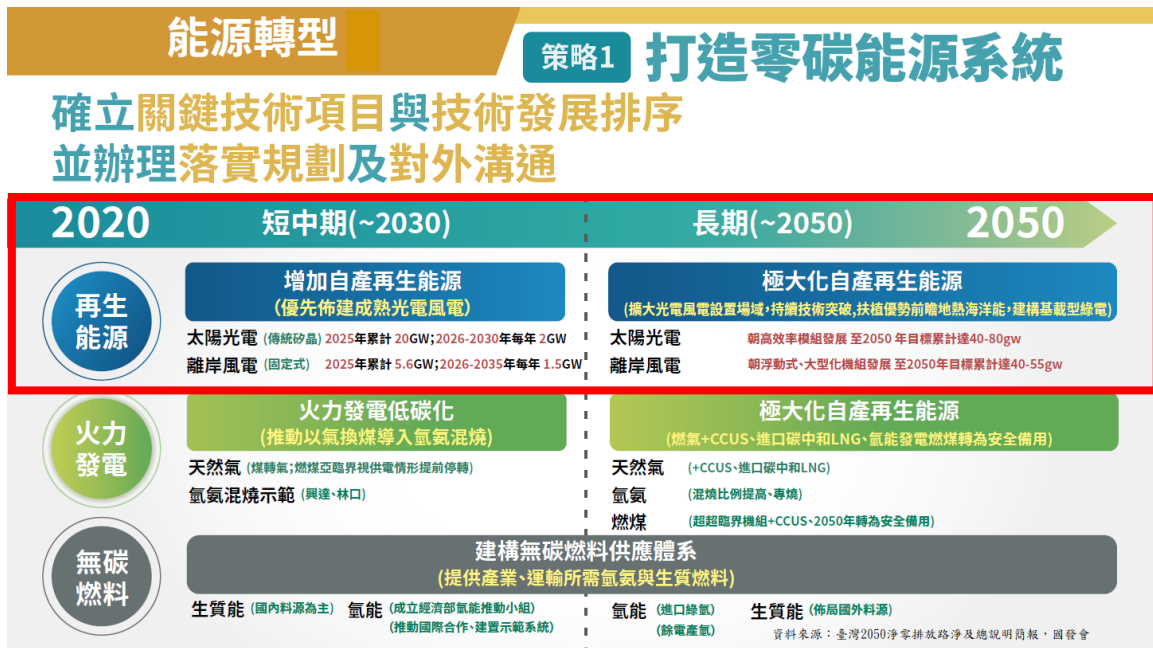 能源轉型
策略1 打造零碳能源系統
確立關鍵技術項目與技術發展排序
並辦理落實規劃及對外溝通
2020 短中期(~2030) 長期(~2050) 2050
再生
能源
增加自產再生能源
(優先佈建成熟光電風電)
太陽光電 (傳統矽晶) 2025年累計 20GW;2026-2030年每年 2GW
離岸風電 (固定式) 2025年累計 5.6GW;2026-2035年每年 1.5GW
極大化自產再生能源
(擴大光電風電設置場域,持續技術突破,扶植優勢前瞻地熱海洋能,建構基載型綠電)
太陽光電 朝高效率模組發展 至2050 年目標累計達40-80gw
離岸風電 朝浮動式、大型化機組發展 至2050年目標累計達40-55gw
火力
發電
火力發電低碳化
(推動以氣換煤導入氫氨混燒)
天然氣 (煤轉氣;燃煤亞臨界視供電情形提前停轉)
氫氨混燒示範 (興達、林口)
極大化自產再生能源
(燃氣+CCUS、進口碳中和LNG、氫能發電燃煤轉為安全備用)
天然氣 (+CCUS、進口碳中和LNG)
氫氨 (混燒比例提高、專燒)
燃煤 (超超臨界機組+CCUS、2050年轉為安全備用)
無碳
燃料
建構無碳燃料供應體系
(提供產業、運輸所需氫氨與生質燃料)
生質能 (國內料源為主) 氫能 (成立經濟部氫能推動小組)
(推動國際合作、建置示範系統)
氫能 (進口綠氫) 生質能 (佈局國外料源)
(餘電產氫)
資料來源：臺灣2050淨零排放路淨及總說明簡報，國發會